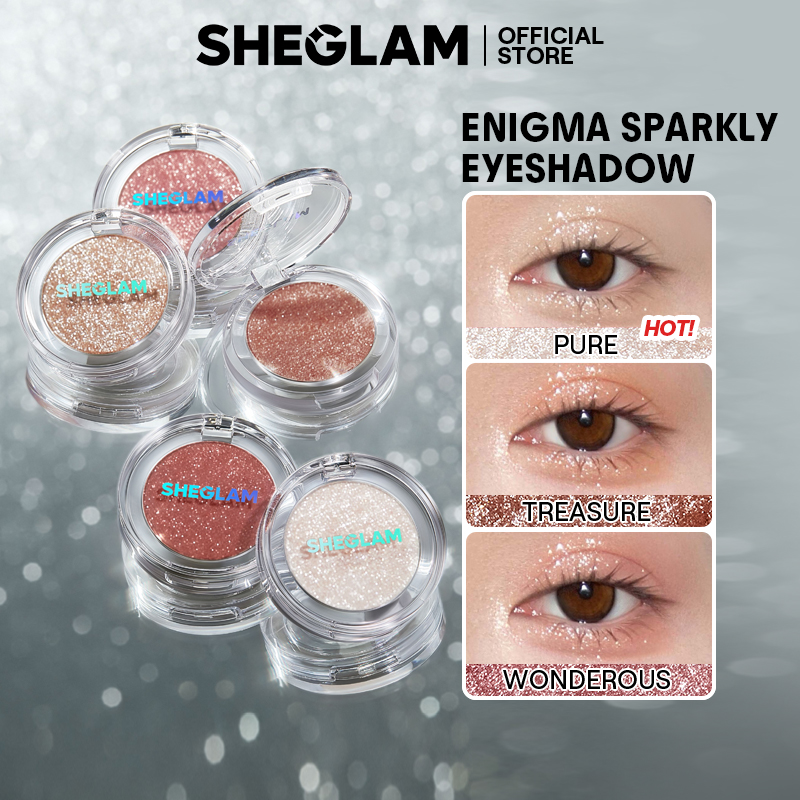 SHEGLAM
OFFICIAL
STORE
ENIGMA SPARKLY
EYESHADOW
SHEGLAM
SHEGLAM
SHEGLAM
SHEGLAM
HOT!
PURE
TREASURE
WONDEROUS